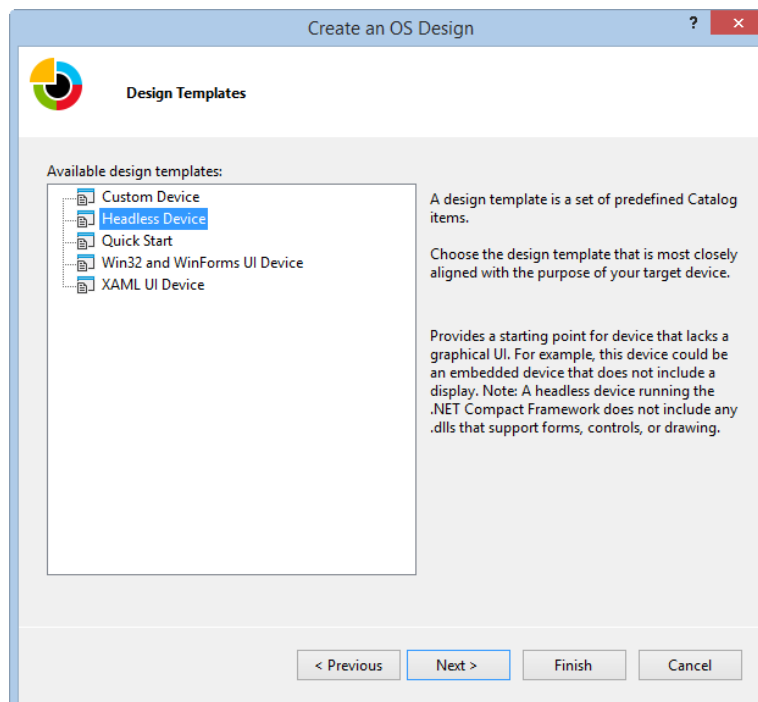 Create an OS Design
?
Design Templates
Available design templates:
Custom Device
Headless Device
Quick Start
Win32 and WinForms UI Device
XAML UI Device
A design template is a set of predefined Catalog
items.
Choose the design template that is most closely
aligned with the purpose of your target device.
Provides a starting point for device that lacks a
graphical UI. For example, this device could be
an embedded device that does not include a
display. Note: A headless device running the
.NET Compact Framework does not include any
.dlls that support forms, controls, or drawing.
< Previous
Next >
Finish
Cancel